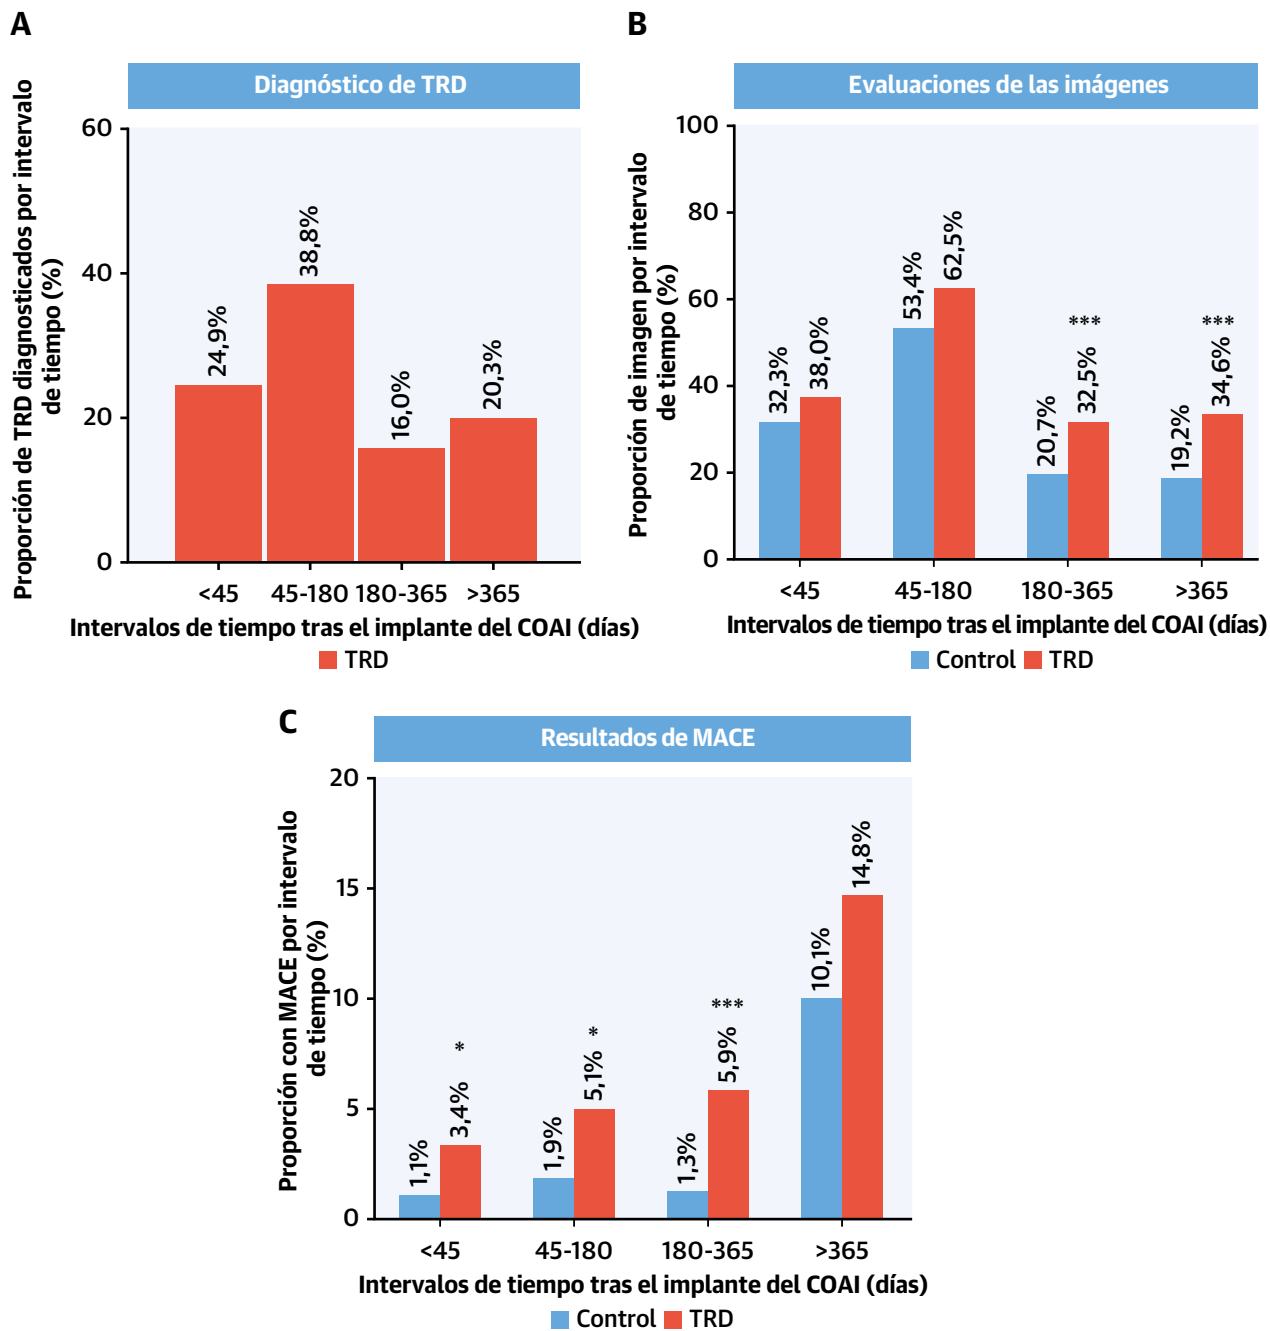 A
Diagnóstico de TRD
Proporción de TRD diagnosticados por intervalo
de tiempo (%)
60
40
20
0
24,9%
38,8%
16,0%
20,3%
<45 45-180 180-365 >365
Intervalos de tiempo tras el implante del COAI (días)
TRD
B
Evaluaciones de las imágenes
Proporción de imagen por intervalo
de tiempo (%)
100
80
60
40
20
0
32,3%
38,0%
53,4%
62,5%
20,7%
32,5%
***
19,2%
34,6%
***
<45 45-180 180-365 >365
Intervalos de tiempo tras el implante del COAI (días)
Control TRD
C
Resultados de MACE
Proporción con MACE por intervalo
de tiempo (%)
20
15
10
5
0
1,1%
3,4%
*
1,9%
5,1%
*
1,3%
5,9%
***
10,1%
14,8%
<45 45-180 180-365 >365
Intervalos de tiempo tras el implante del COAI (días)
Control TRD